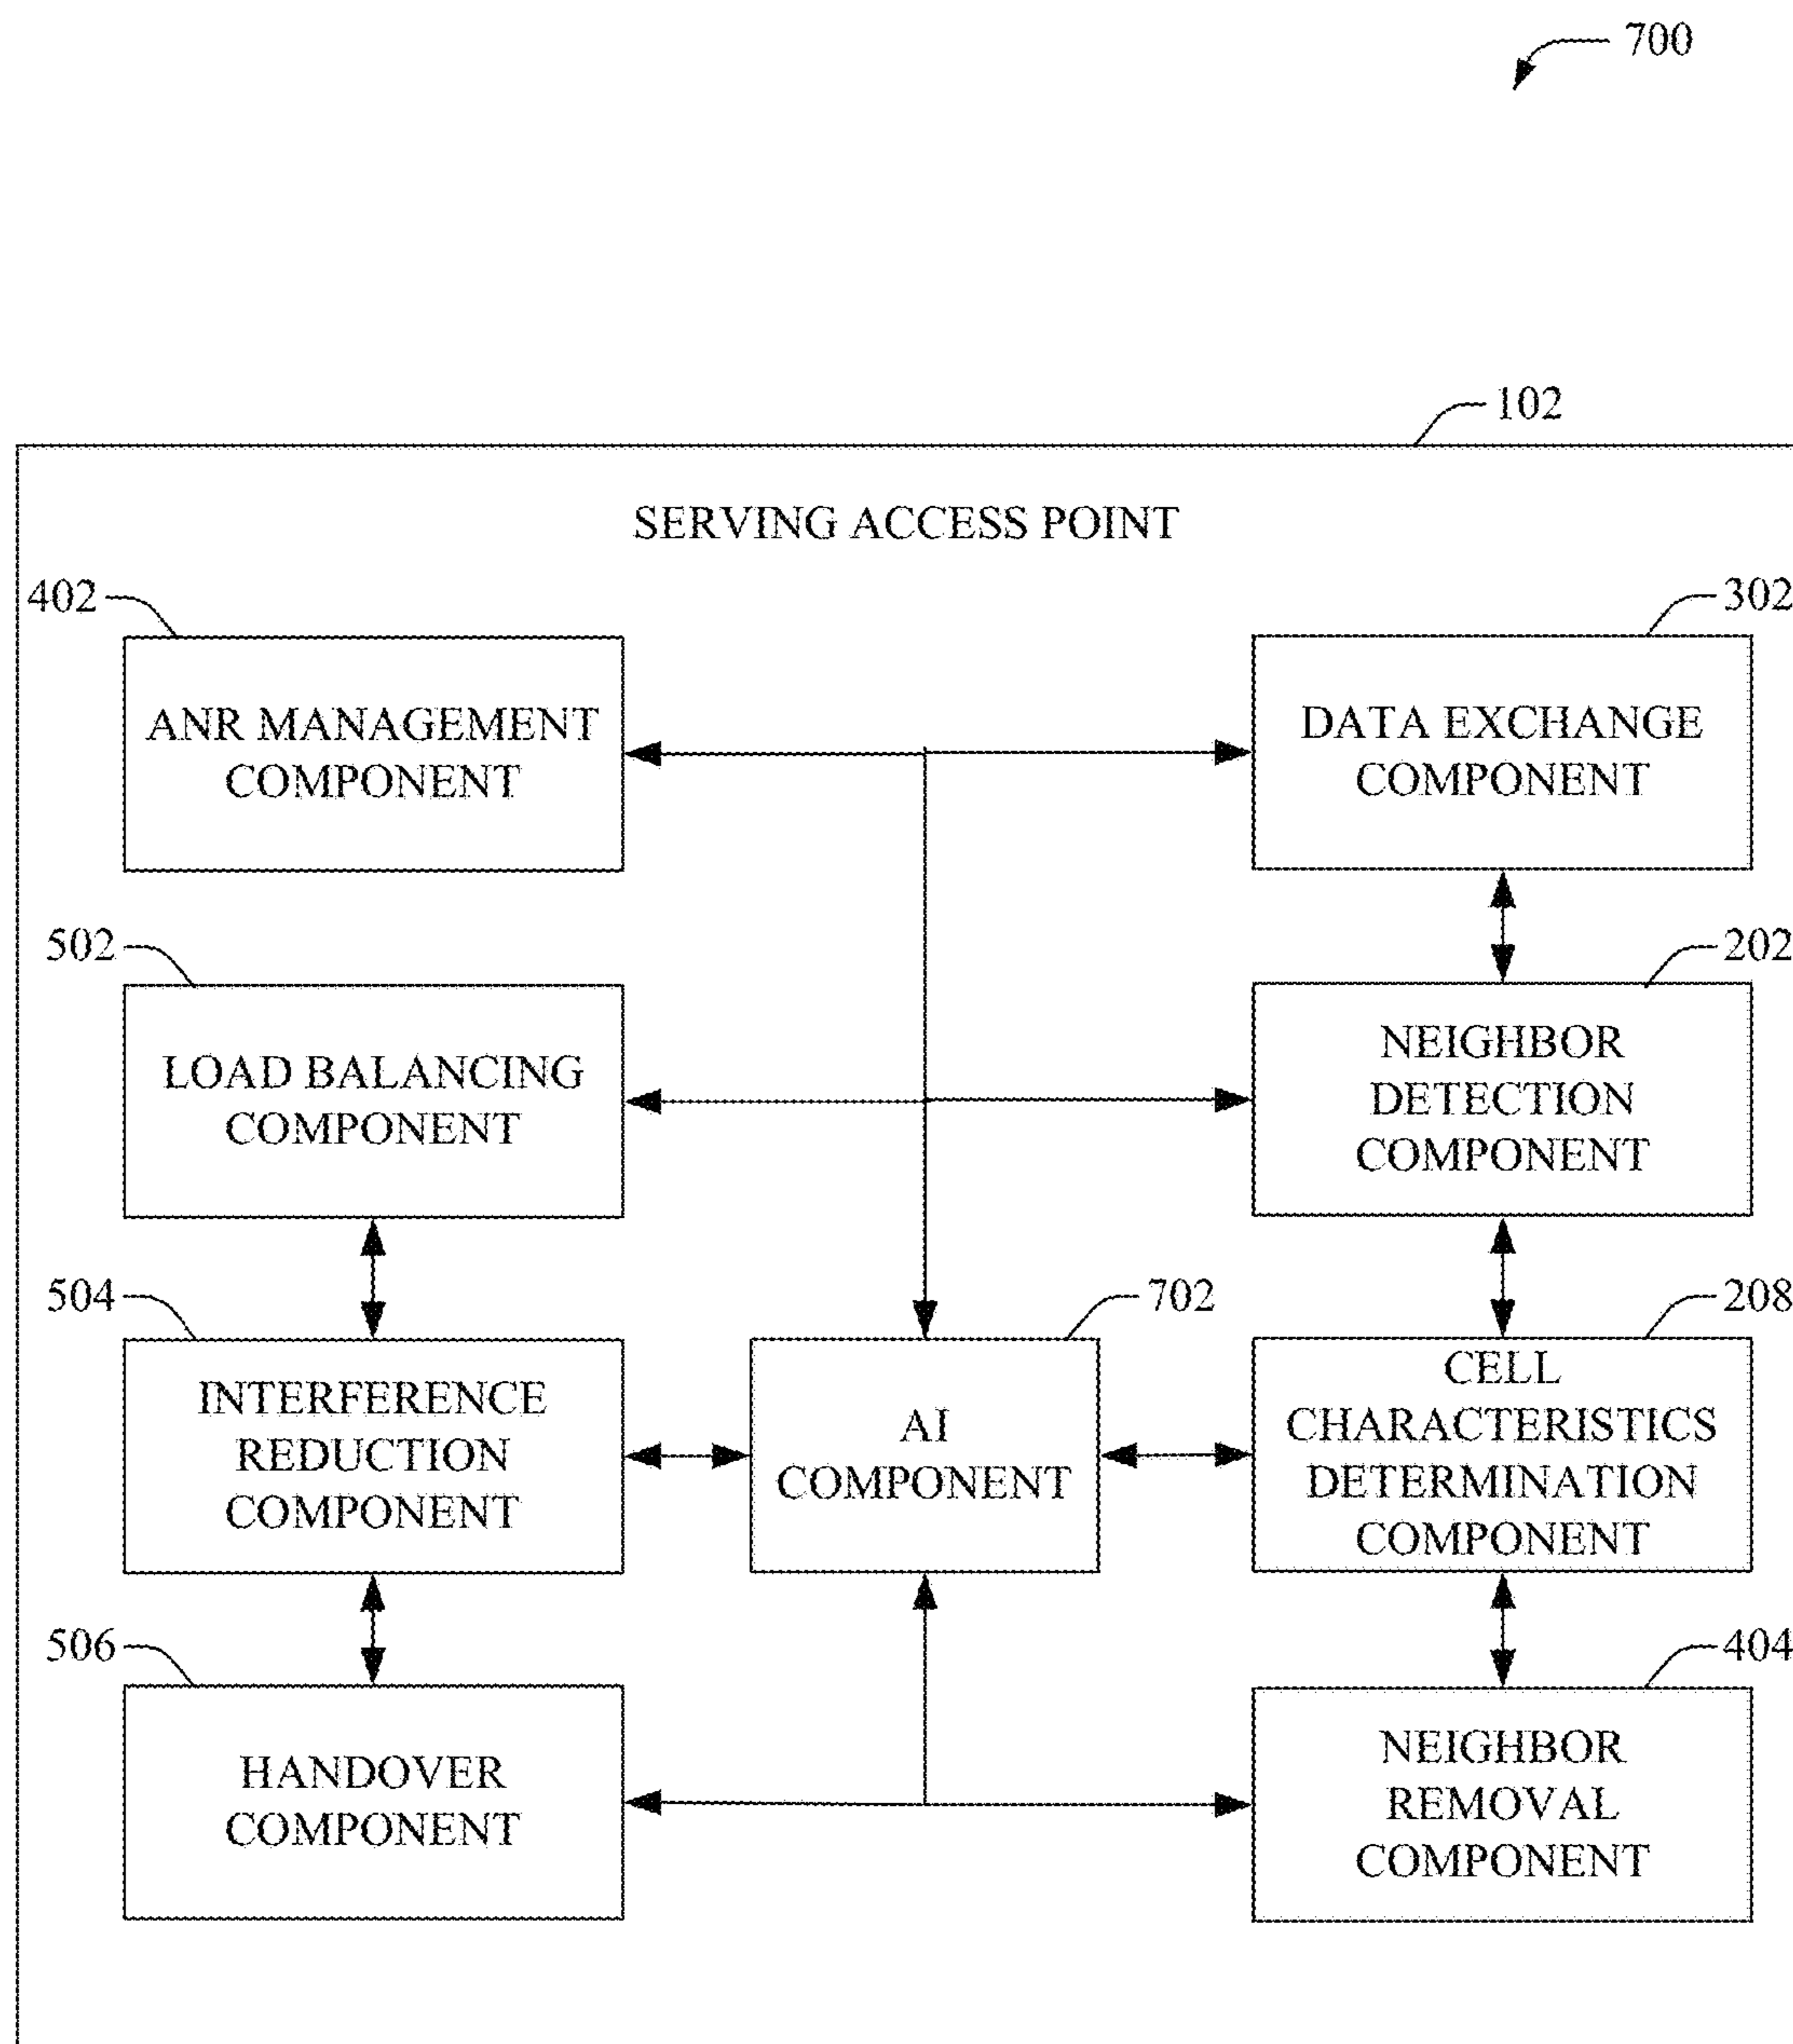 700
102
SERVING ACCESS POINT
402
302
ANR MANAGEMENT
COMPONENT
DATA EXCHANGE
COMPONENT
502
202
LOAD BALANCING
COMPONENT
NEIGHBOR
DETECTION
COMPONENT
504
702
208
INTERFERENCE
REDUCTION
COMPONENT
AI
COMPONENT
CELL
CHARACTERISTICS
DETERMINATION
COMPONENT
506
404
HANDOVER
COMPONENT
NEIGHBOR
REMOVAL
COMPONENT